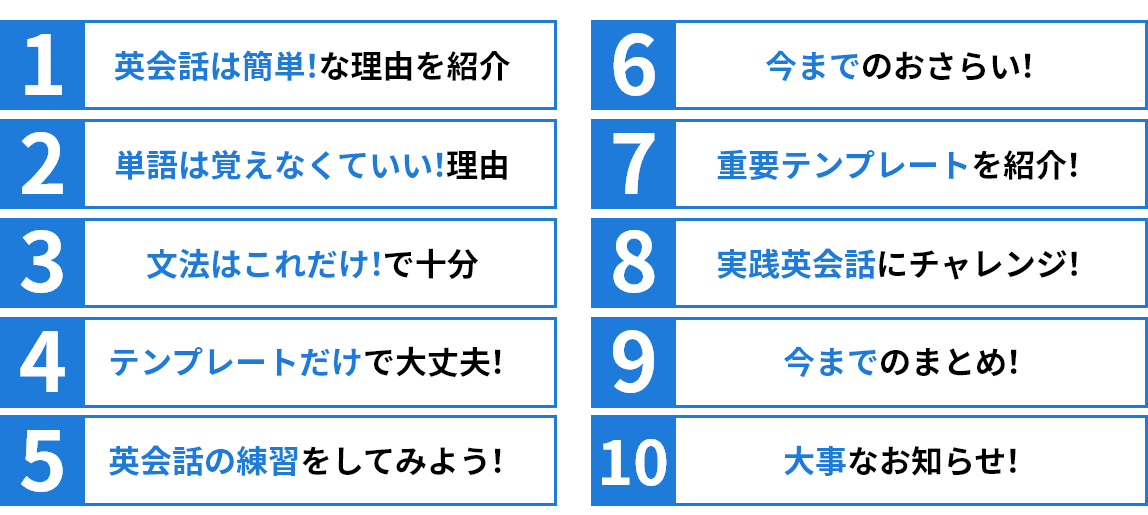 1 英会話は簡単!な理由を紹介
2 単語は覚えなくていい!理由
3 文法はこれだけ!で十分
4 テンプレートだけで大丈夫!
5 英会話の練習をしてみよう!
6 今までのおさらい!
7 重要テンプレートを紹介!
8 実践英会話にチャレンジ!
9 今までのまとめ!
10 大事なお知らせ!